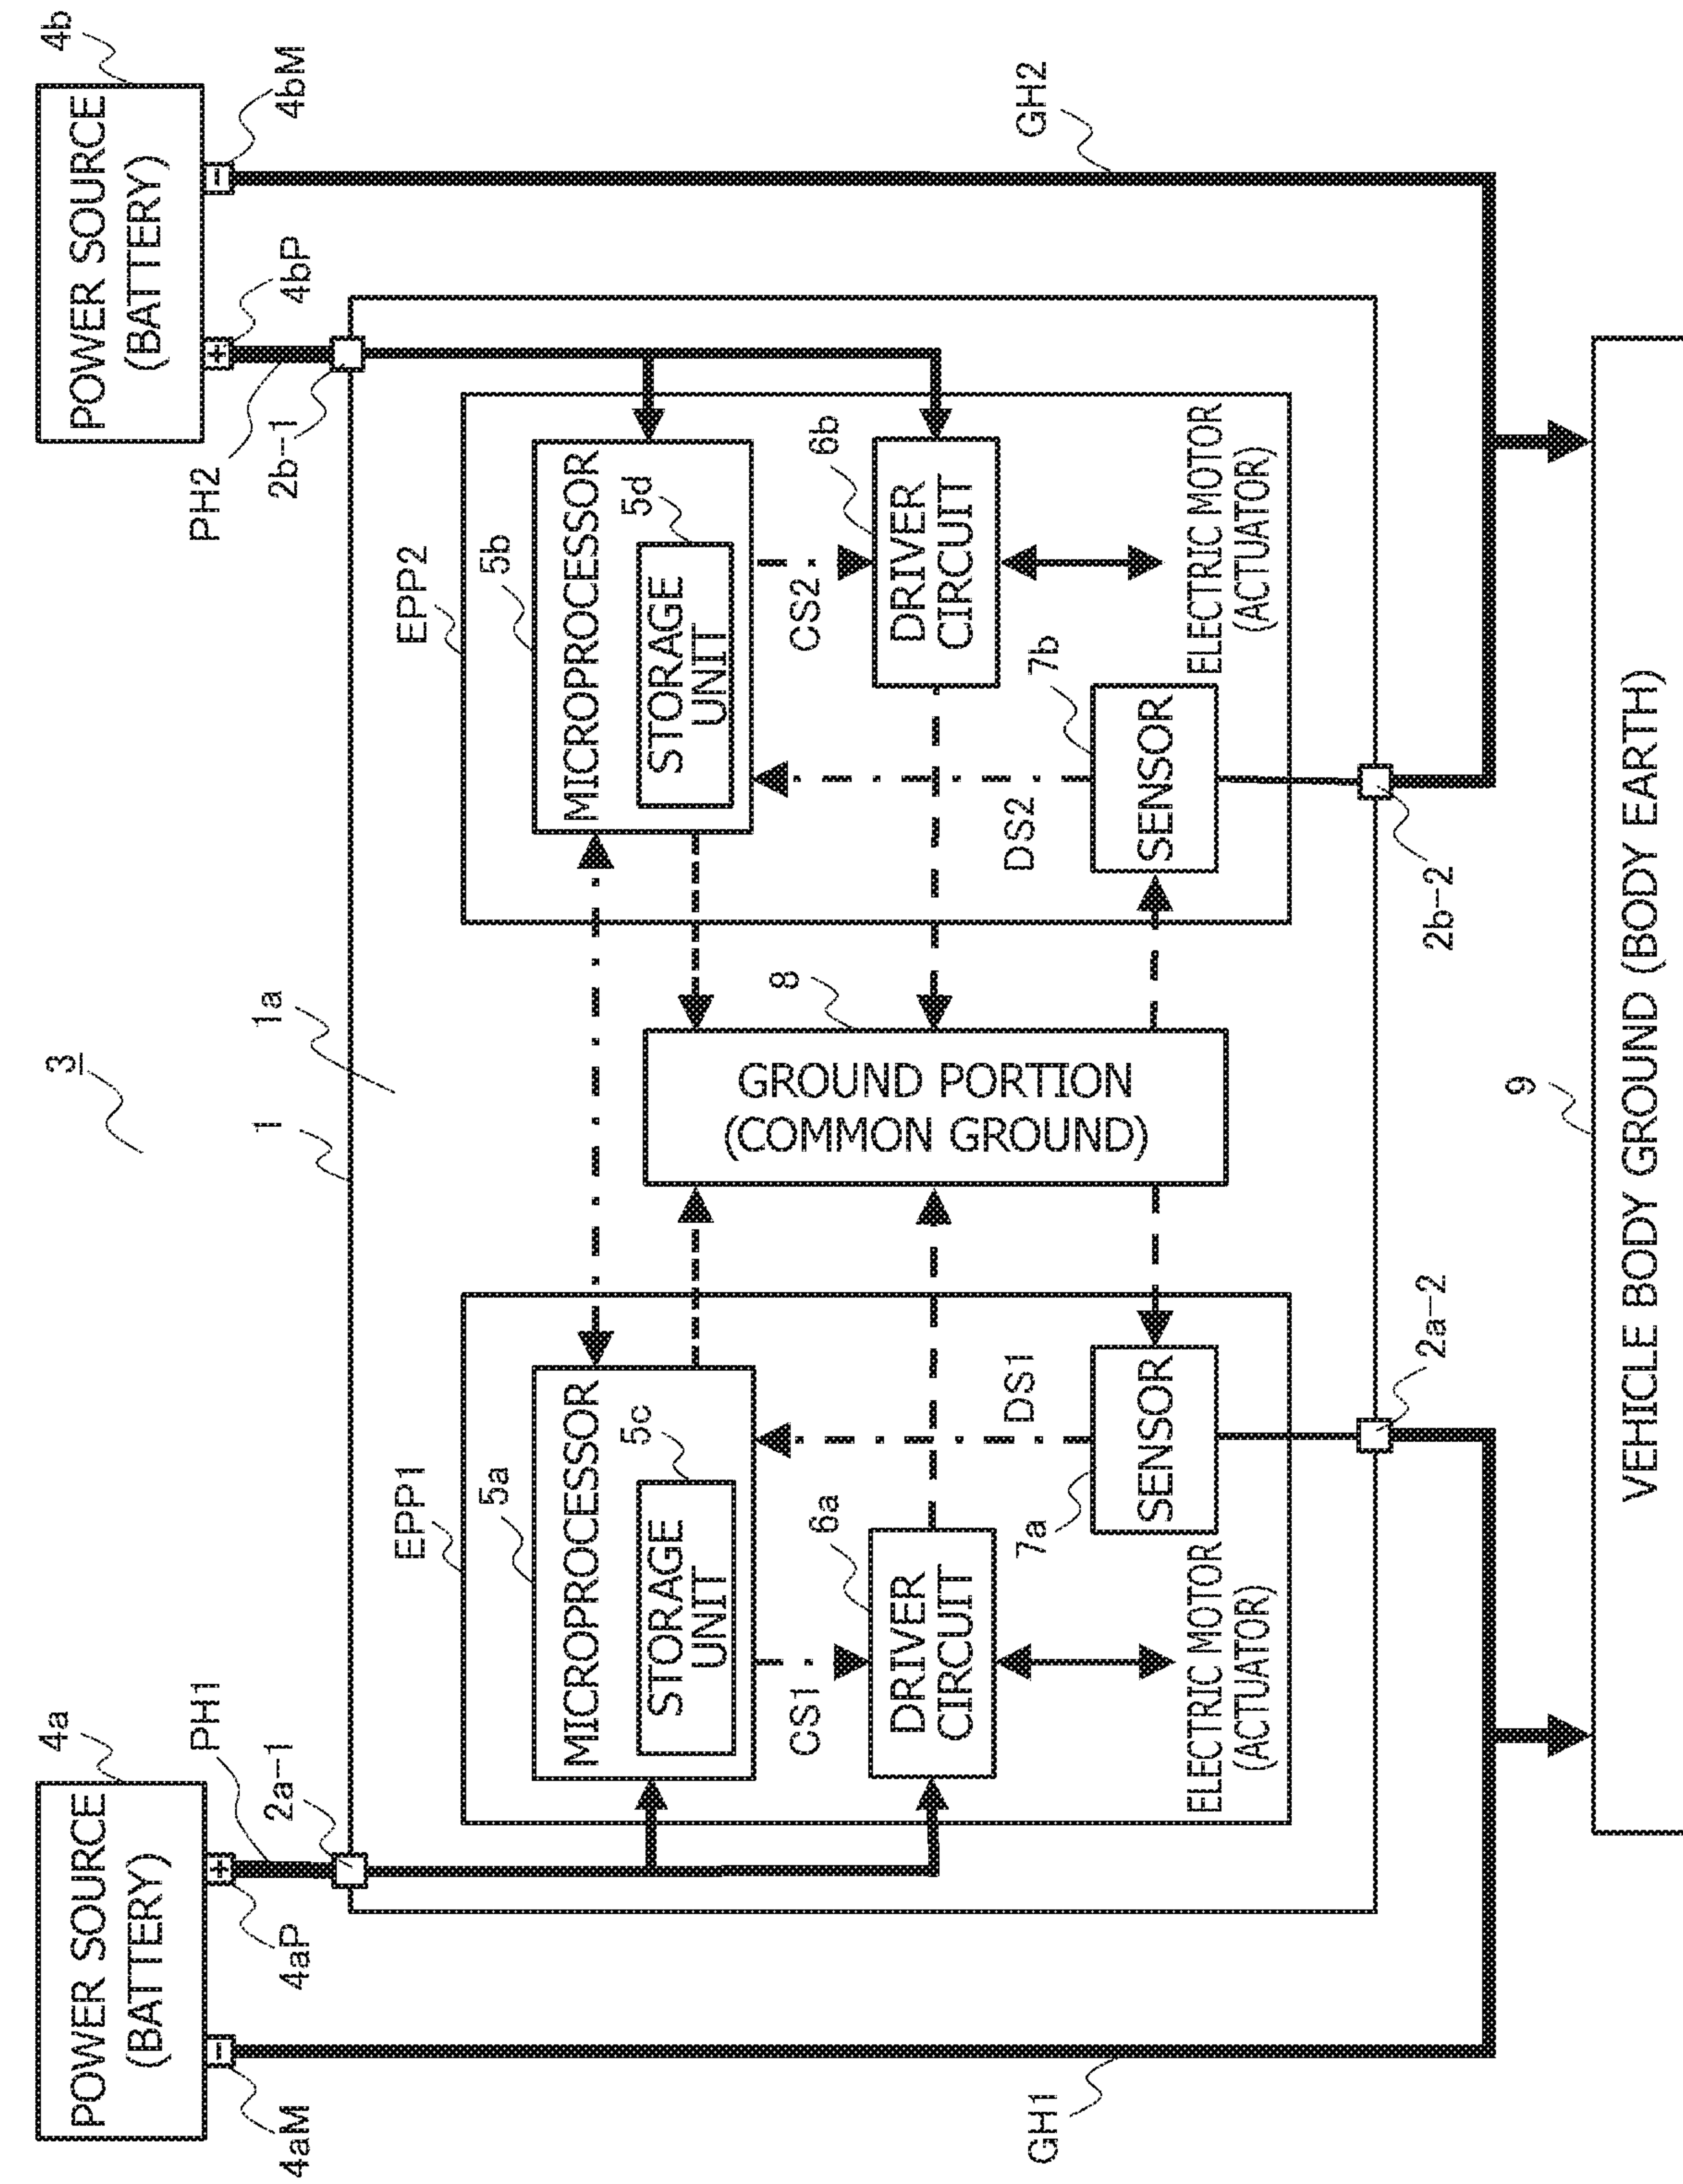 3
4a
POWER SOURCE
(BATTERY)
4b
POWER SOURCE
(BATTERY)
−
+
+
−
4aM
4aP
PH1
2a-1
1
1a
PH2
2b-1
4bP
4bM
EPP1
5a
MICROPROCESSOR
5c
STORAGE
UNIT
CS1
6a
DRIVER
CIRCUIT
DS1
7a
SENSOR
ELECTRIC MOTOR
(ACTUATOR)
8
GROUND PORTION
(COMMON GROUND)
EPP2
5b
MICROPROCESSOR
5d
STORAGE
UNIT
CS2
6b
DRIVER
CIRCUIT
DS2
7b
SENSOR
ELECTRIC MOTOR
(ACTUATOR)
GH1
GH2
2a-2
2b-2
9
VEHICLE BODY GROUND (BODY EARTH)